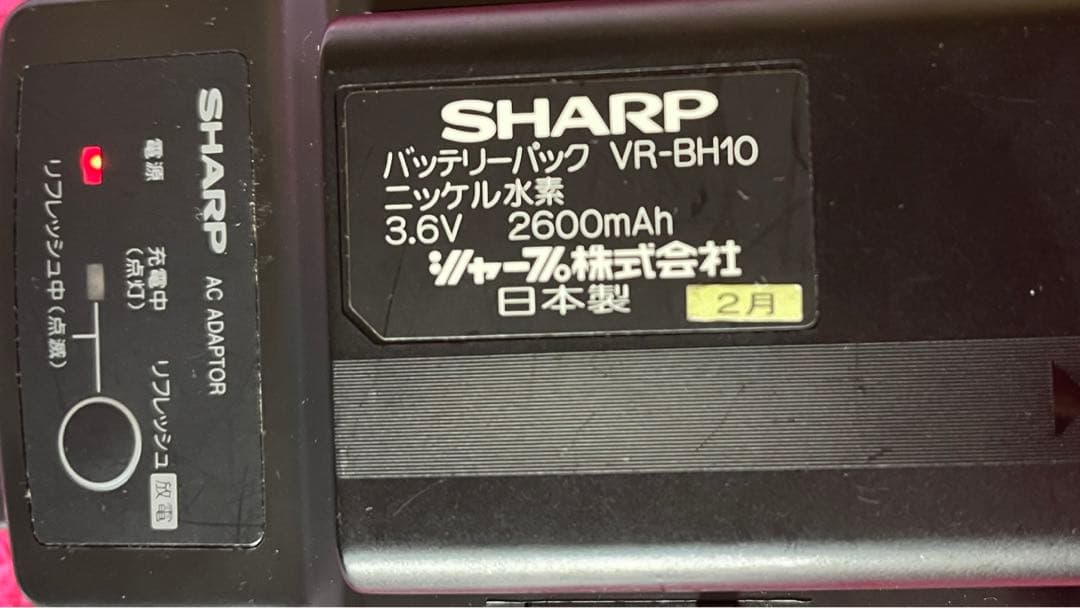 SHARP
バッテリーパック VR-BH10
ニッケル水素
3.6V 2600mAh
シャープ株式会社
日本製 2月
SHARP AC ADAPTOR
電源 充電中 リフレッシュ 放電
(点灯)
リフレッシュ中(点滅)